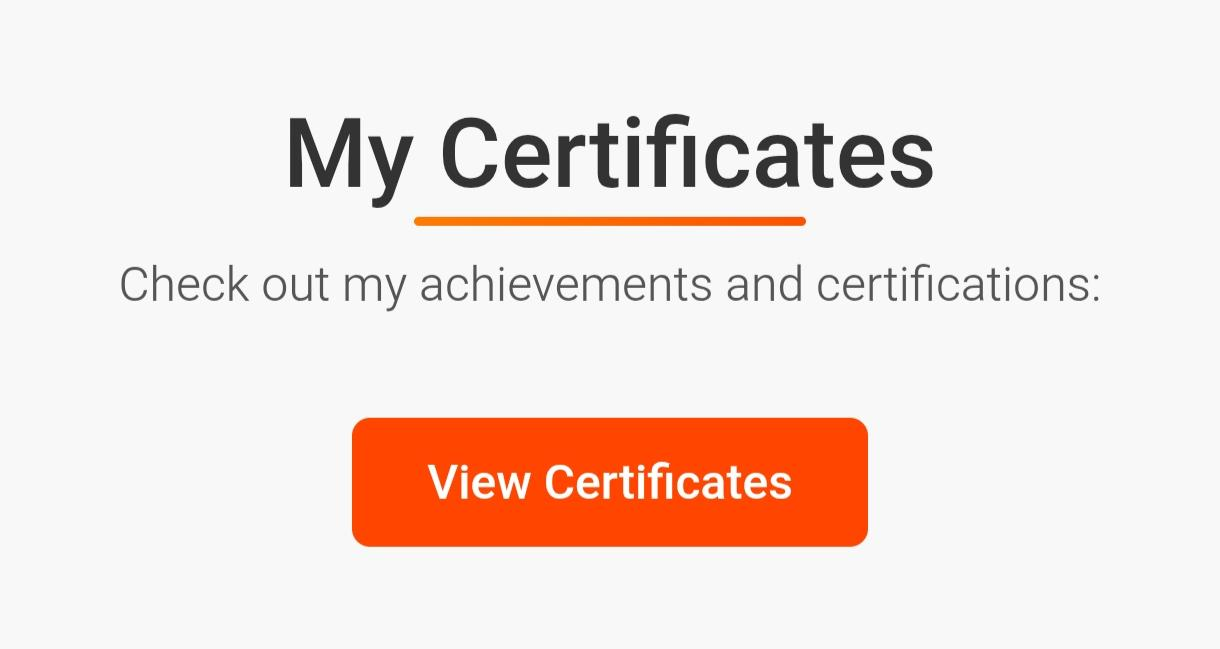 My Certificates
Check out my achievements and certifications:
View Certificates